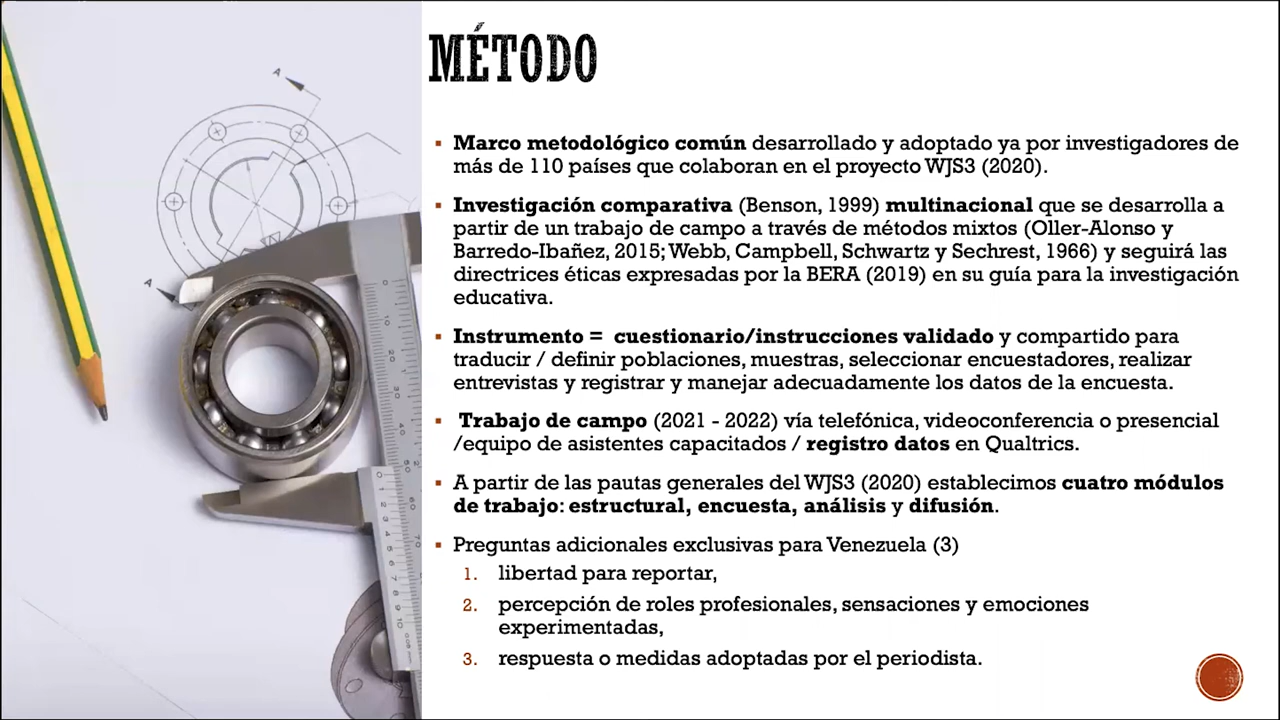 MÉTODO
▪ Marco metodológico común desarrollado y adoptado ya por investigadores de
más de 110 países que colaboran en el proyecto WJS3 (2020).
▪ Investigación comparativa (Benson, 1999) multinacional que se desarrolla a
partir de un trabajo de campo a través de métodos mixtos (Oller-Alonso y
Barredo-Ibañez, 2015; Webb, Campbell, Schwartz y Sechrest, 1966) y seguirá las
directrices éticas expresadas por la BERA (2019) en su guía para la investigación
educativa.
▪ Instrumento = cuestionario/instrucciones validado y compartido para
traducir / definir poblaciones, muestras, seleccionar encuestadores, realizar
entrevistas y registrar y manejar adecuadamente los datos de la encuesta.
▪ Trabajo de campo (2021 - 2022) vía telefónica, videoconferencia o presencial
/equipo de asistentes capacitados / registro datos en Qualtrics.
▪ A partir de las pautas generales del WJS3 (2020) establecimos cuatro módulos
de trabajo: estructural, encuesta, análisis y difusión.
▪ Preguntas adicionales exclusivas para Venezuela (3)
1. libertad para reportar,
2. percepción de roles profesionales, sensaciones y emociones
experimentadas,
3. respuesta o medidas adoptadas por el periodista.
A
A